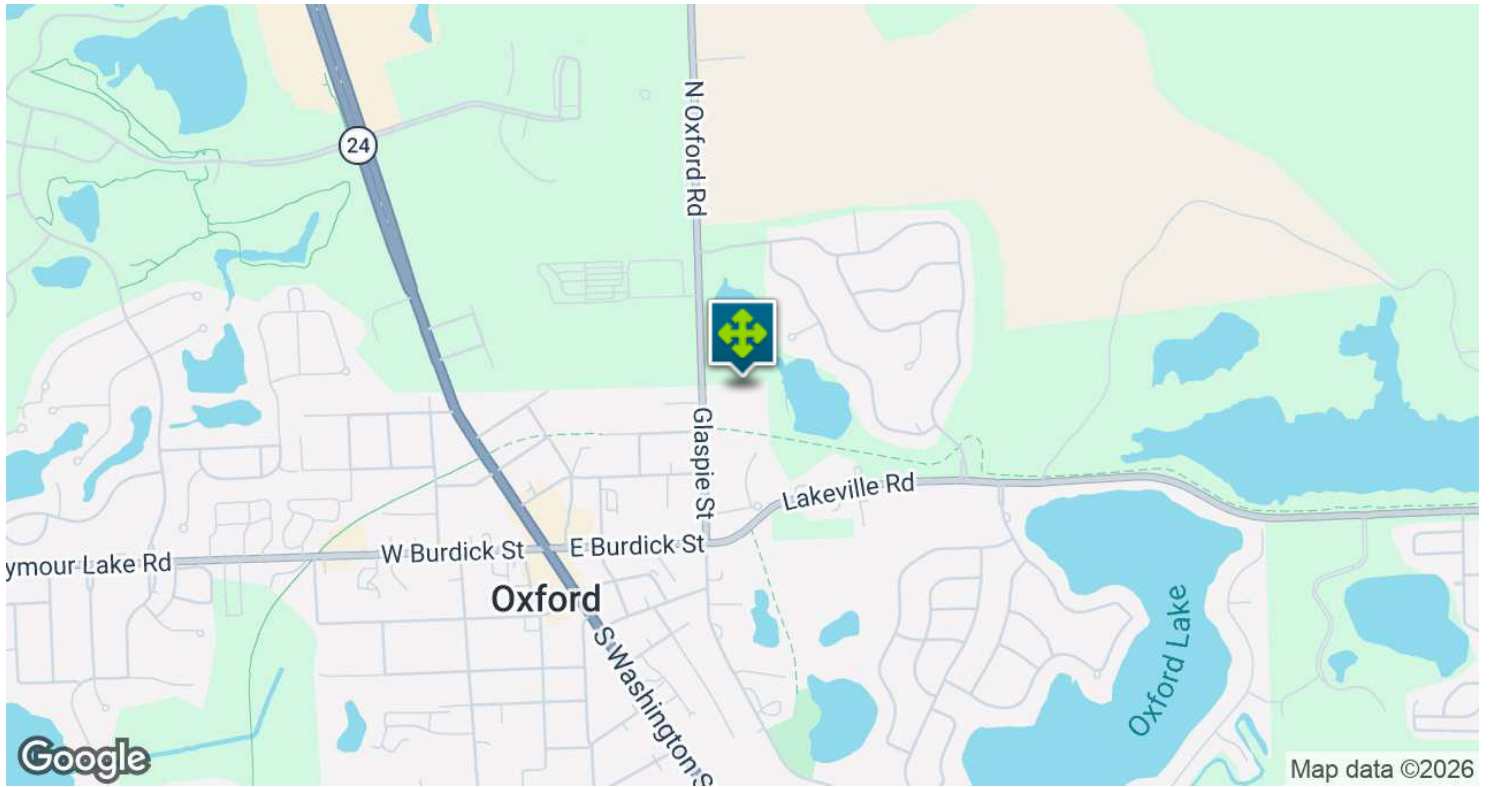 24
N Oxford Rd
Glaspie St
Lakeville Rd
E Burdick St
W Burdick St
ymour Lake Rd
Oxford
S Washington S
Oxford Lake
Google
Map data ©2026